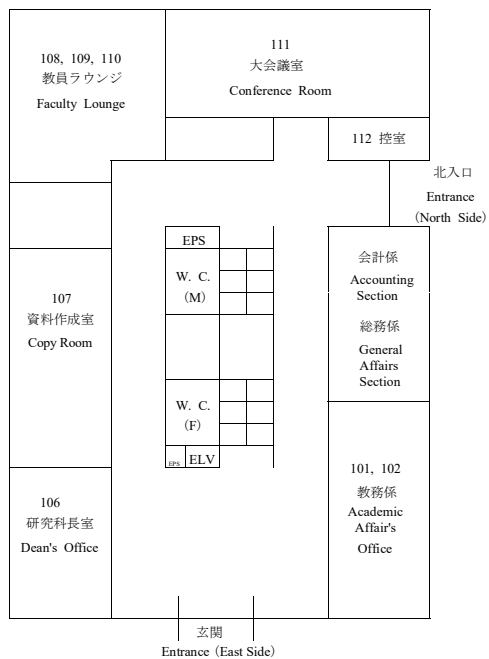 108, 109, 110
教員ラウンジ
Faculty Lounge
111
大会議室
Conference Room
112 控室
北入口
Entrance
(North Side)
EPS
W. C.
(M)
会計係
Accounting
Section
107
資料作成室
Copy Room
総務係
General
Affairs
Section
W. C.
(F)
EPS
ELV
101, 102
教務係
Academic
Affair's
Office
106
研究科長室
Dean's Office
玄関
Entrance (East Side)